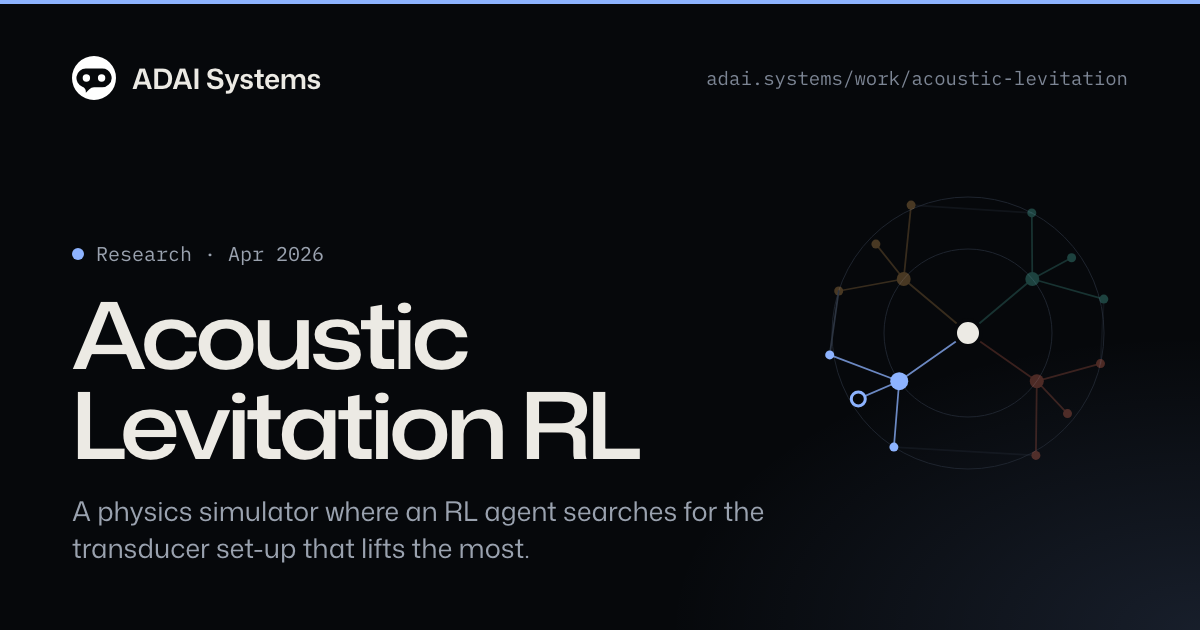 ADAI Systems
adai.systems/work/acoustic-levitation
Research · Apr 2026
Acoustic
Levitation RL
A physics simulator where an RL agent searches for the
transducer set-up that lifts the most.